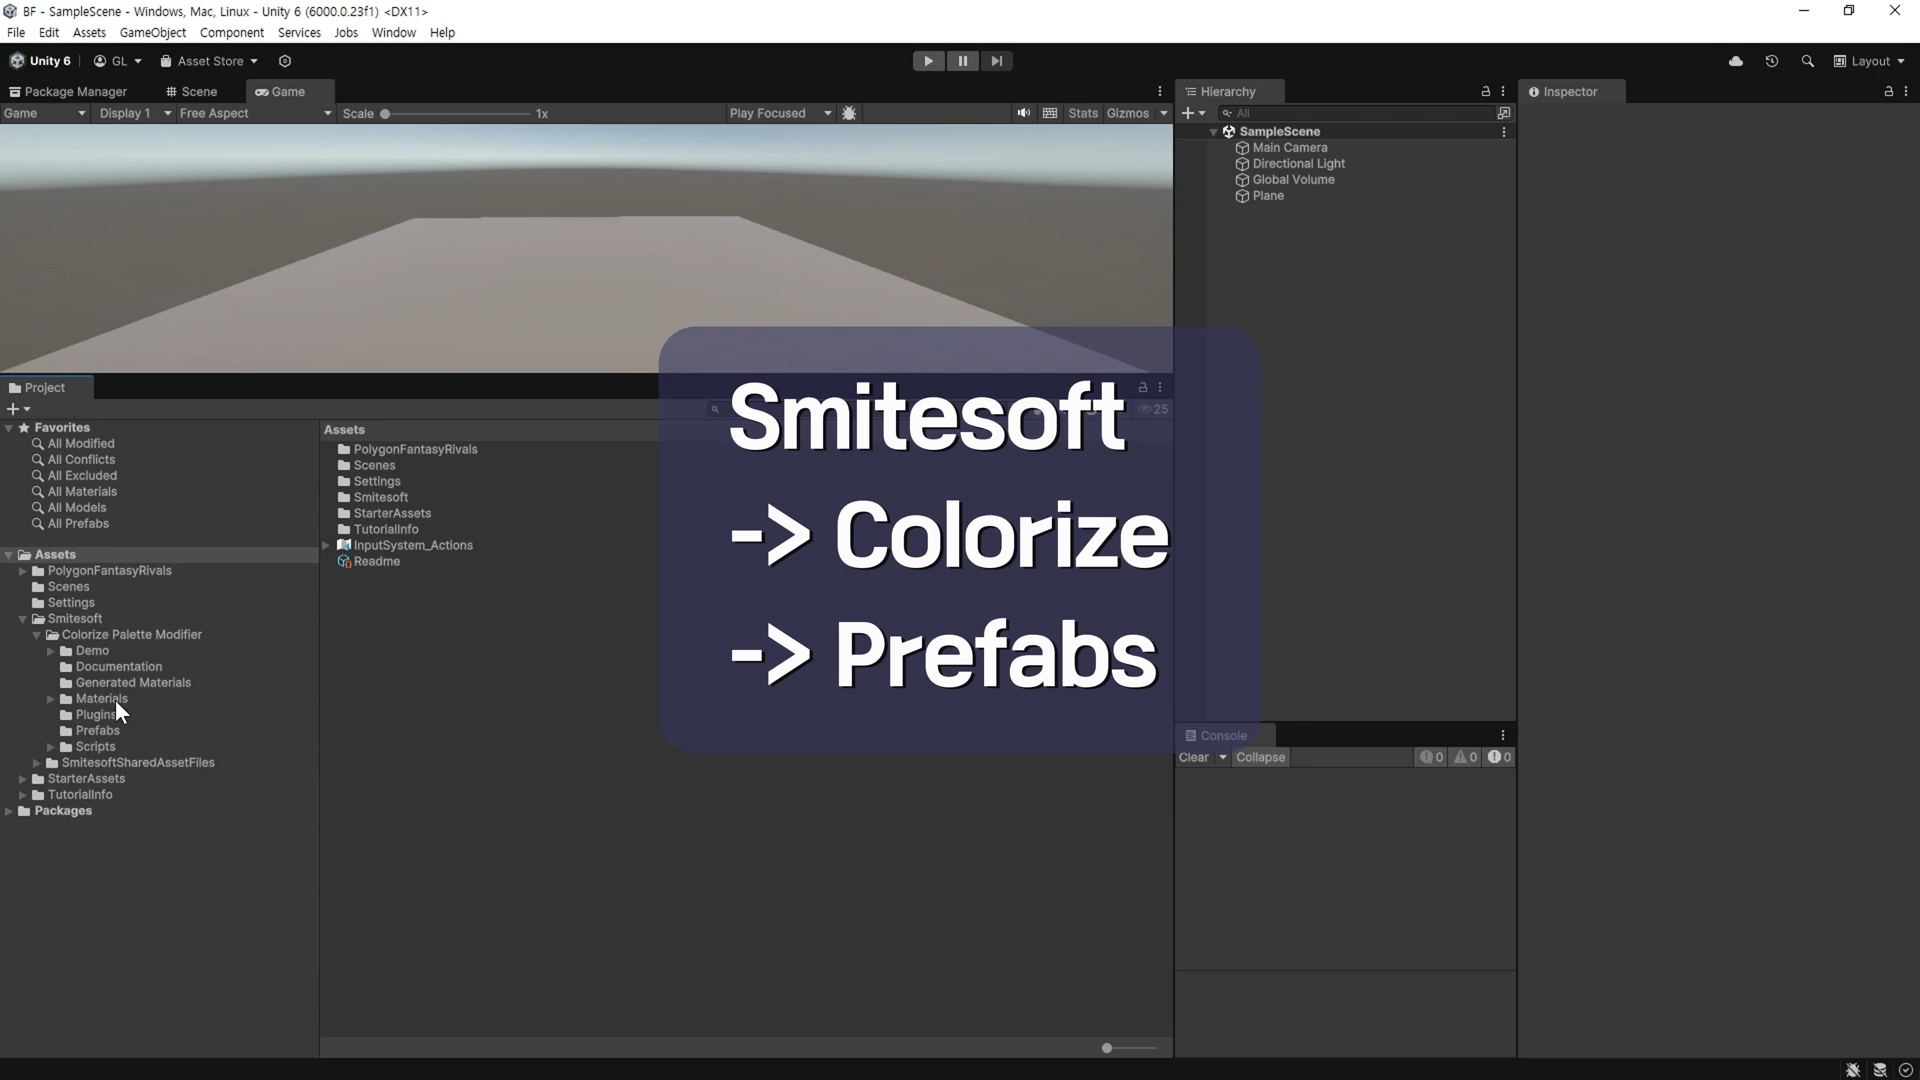 BF - SampleScene - Windows, Mac, Linux - Unity 6 (6000.0.23f1) <DX11>
File Edit Assets GameObject Component Services Jobs Window Help
Unity 6 GL Asset Store Layout
Package Manager Scene Game
Game Display 1 Free Aspect Scale 1x Play Focused Stats Gizmos
Hierarchy
All
SampleScene
Main Camera
Directional Light
Global Volume
Plane
Inspector
Smitesoft
-> Colorize
-> Prefabs
Project
25
Favorites
All Modified
All Conflicts
All Excluded
All Materials
All Models
All Prefabs
Assets
PolygonFantasyRivals
Scenes
Settings
Smitesoft
Colorize Palette Modifier
Demo
Documentation
Generated Materials
Materials
Plugins
Prefabs
Scripts
SmitesoftSharedAssetFiles
StarterAssets
TutorialInfo
Packages
Assets
PolygonFantasyRivals
Scenes
Settings
Smitesoft
StarterAssets
TutorialInfo
InputSystem_Actions
Readme
Console
Clear Collapse 0 0 0